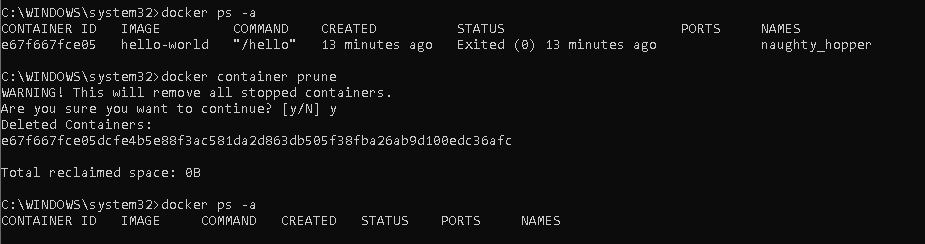 C:\WINDOWS\system32>docker ps -a
CONTAINER ID   IMAGE         COMMAND    CREATED          STATUS                      PORTS     NAMES
e67f667fce05   hello-world   "/hello"   13 minutes ago   Exited (0) 13 minutes ago             naughty_hopper
C:\WINDOWS\system32>docker container prune
WARNING! This will remove all stopped containers.
Are you sure you want to continue? [y/N] y
Deleted Containers:
e67f667fce05dcfe4b5e88f3ac581da2d863db505f38fba26ab9d100edc36afc
Total reclaimed space: 0B
C:\WINDOWS\system32>docker ps -a
CONTAINER ID   IMAGE     COMMAND   CREATED   STATUS    PORTS     NAMES